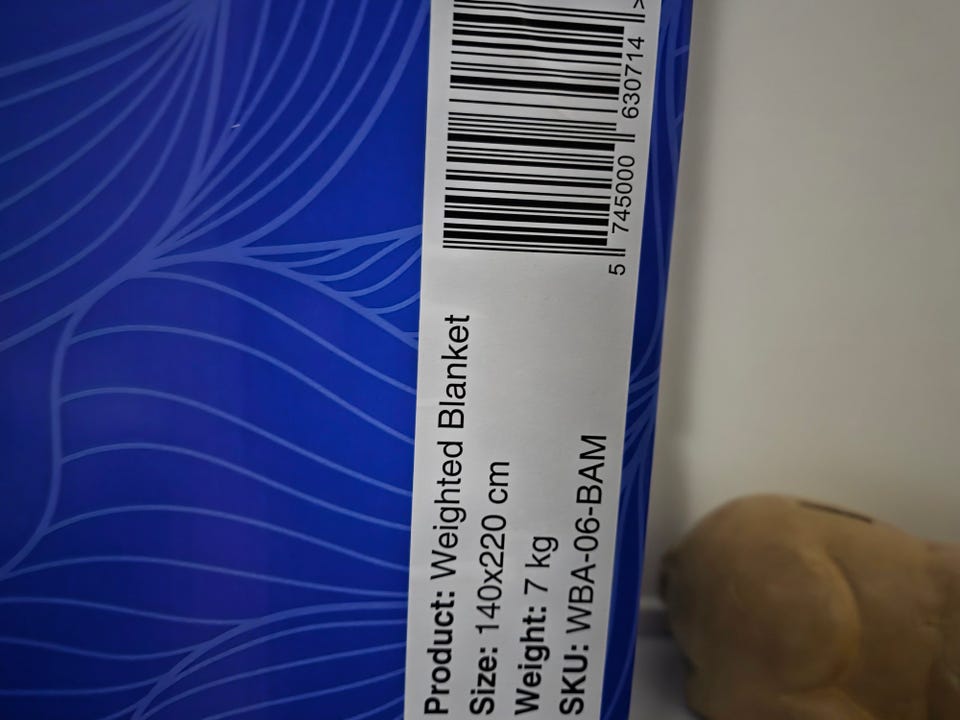 Product: Weighted Blanket
Size: 140x220 cm
Weight: 7 kg
SKU: WBA-06-BAM
5 745000 630714 >